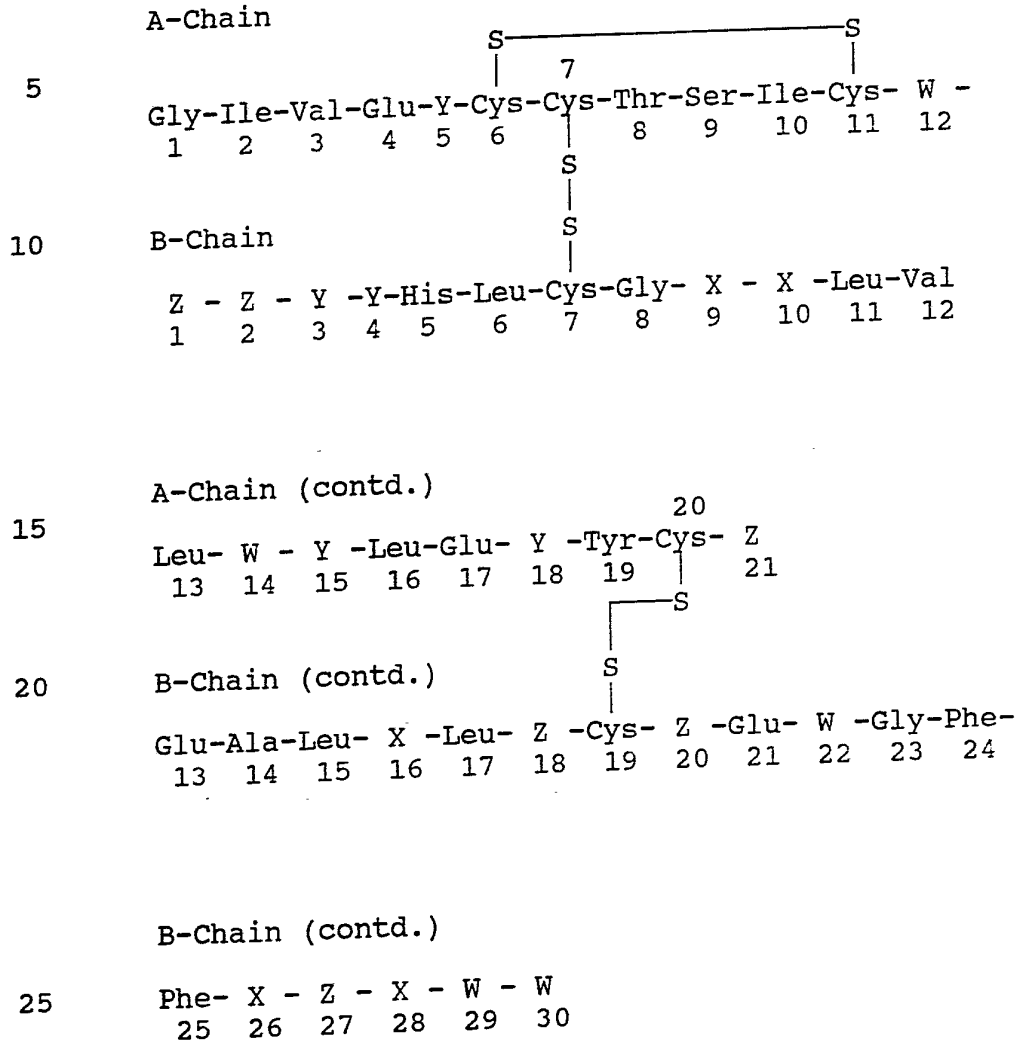 A-Chain
S S
7
5
Gly-Ile-Val-Glu-Y-Cys-Cys-Thr-Ser-Ile-Cys- W -
1 2 3 4 5 6 8 9 10 11 12
S
S
10 B-Chain
Z - Z - Y -Y-His-Leu-Cys-Gly- X - X -Leu-Val
1 2 3 4 5 6 7 8 9 10 11 12
A-Chain (contd.)
20
15
Leu- W - Y -Leu-Glu- Y -Tyr-Cys- Z
13 14 15 16 17 18 19 21
S
S
20 B-Chain (contd.)
Glu-Ala-Leu- X -Leu- Z -Cys- Z -Glu- W -Gly-Phe-
13 14 15 16 17 18 19 20 21 22 23 24
B-Chain (contd.)
25 Phe- X - Z - X - W - W
25 26 27 28 29 30